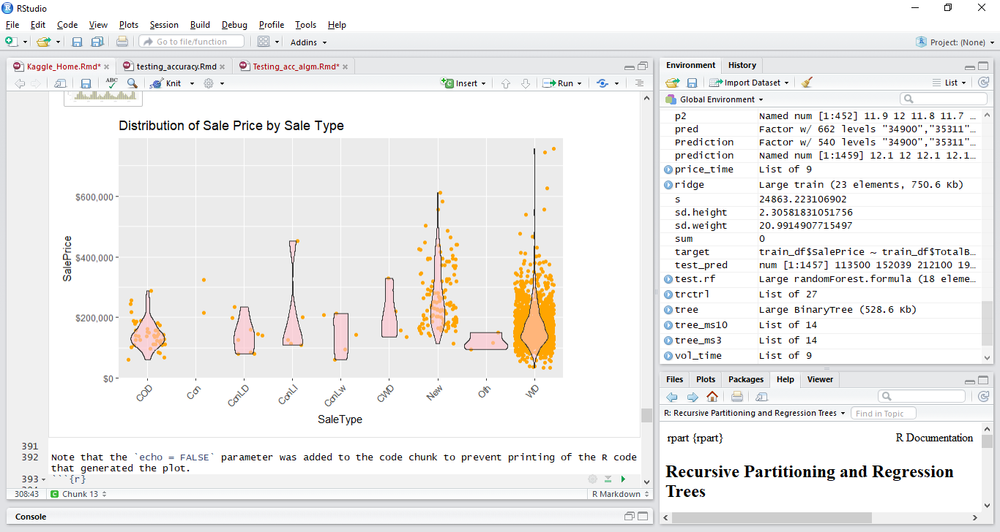 RStudio
File Edit Code View Plots Session Build Debug Profile Tools Help
Go to file/function Addins Project: (None)
Kaggle_Home.Rmd* testing_accuracy.Rmd Testing_acc_algm.Rmd*
ABC Knit Insert Run
Distribution of Sale Price by Sale Type
SalePrice
$600,000
$400,000
$200,000
$0
COD Con ConLD ConLI ConLw CWD New Oth WD
SaleType
391
392 Note that the `echo = FALSE` parameter was added to the code chunk to prevent printing of the R code
that generated the plot.
393 ```{r}
308:43 Chunk 13 R Markdown
Console
Environment History
Import Dataset List
Global Environment
p2 Named num [1:452] 11.9 12 11.8 11.7 …
pred Factor w/ 662 levels "34900","35311"…
Prediction Factor w/ 540 levels "34900","35311"…
prediction Named num [1:1459] 12.1 12 12.1 12.1…
price_time List of 9
ridge Large train (23 elements, 750.6 Kb)
s 24863.223106902
sd.height 2.30581831051756
sd.weight 20.9914907715497
sum 0
target train_df$SalePrice ~ train_df$TotalB…
test_pred num [1:1457] 113500 152039 212100 19…
test.rf Large randomForest.formula (18 eleme…
trctrl List of 27
tree Large BinaryTree (528.6 Kb)
tree_ms10 List of 14
tree_ms3 List of 14
vol_time List of 9
Files Plots Packages Help Viewer
R: Recursive Partitioning and Regression Trees Find in Topic
rpart {rpart} R Documentation
Recursive Partitioning and Regression
Trees